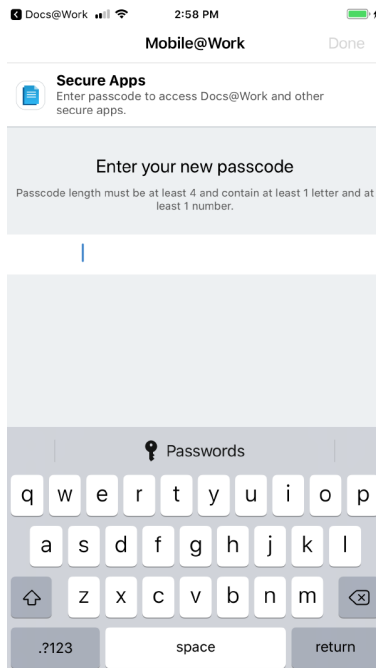 Docs@Work 2:58 PM
Mobile@Work Done
Secure Apps
Enter passcode to access Docs@Work and other
secure apps.
Enter your new passcode
Passcode length must be at least 4 and contain at least 1 letter and at
least 1 number.
Passwords
q w e r t y u i o p
a s d f g h j k l
z x c v b n m
.?123 space return